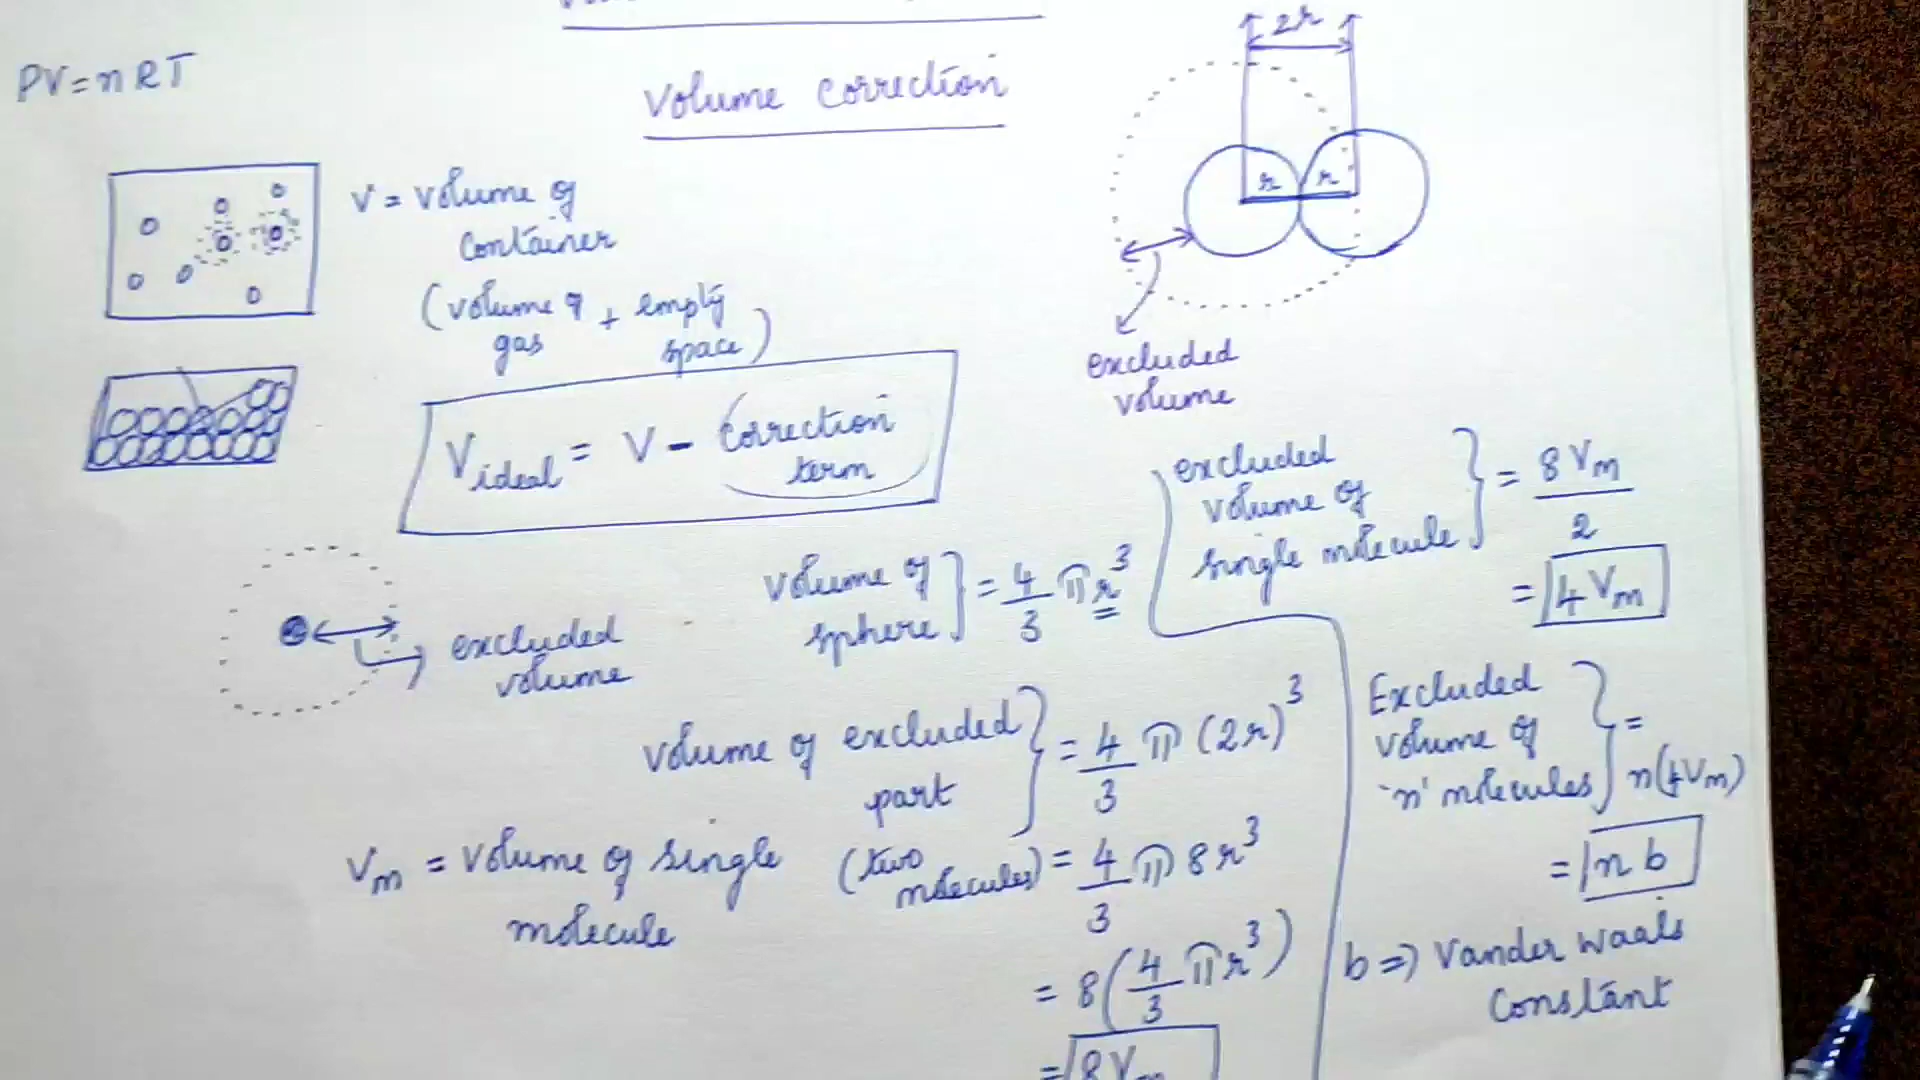 PV=nRT
Volume Correction
2r
r r
excluded
volume
V = Volume of
Container
(Volume of + empty
gas space)
V ideal = V - Correction
term
excluded
volume
Volume of } = 4/3 πr³
sphere
Volume of excluded } = 4/3 π (2r)³
part
(two
molecules) = 4/3 π 8r³
= 8(4/3 πr³)
= 8Vm
Vm = Volume of single
molecule
excluded
volume of } = 8Vm/2
single molecule
= 4Vm
Excluded
volume of } =
'n' molecules n(4Vm)
= nb
b => Vander waals
Constant